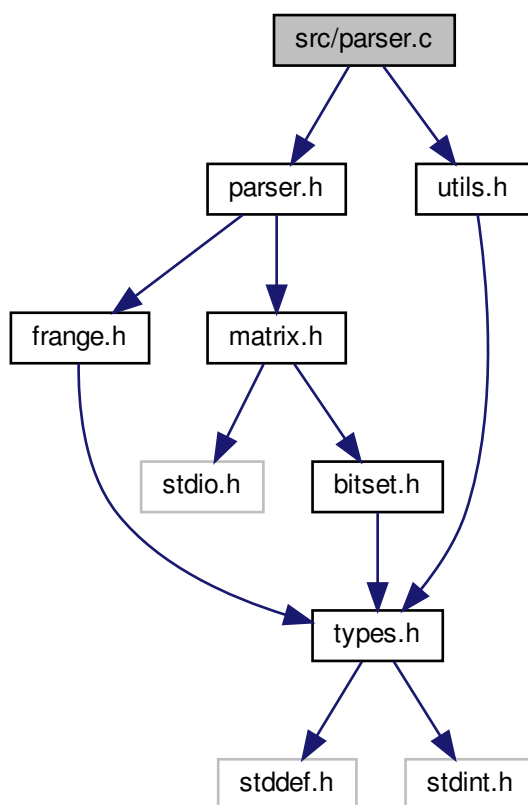 src/parser.c
parser.h
utils.h
frange.h
matrix.h
stdio.h
bitset.h
types.h
stddef.h
stdint.h